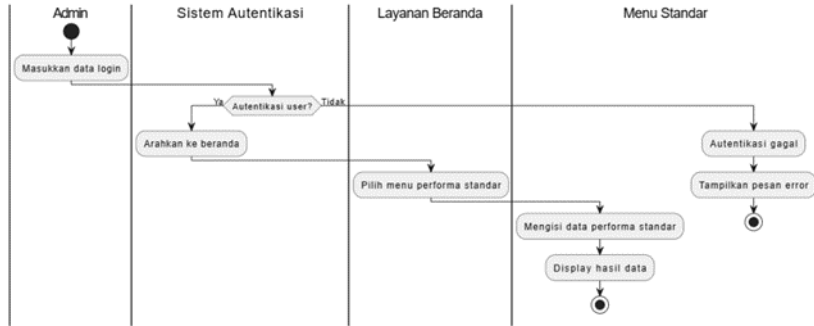 Admin
Sistem Autentikasi
Layanan Beranda
Menu Standar
Masukkan data login
Ya
Autentikasi user?
Tidak
Arahkan ke beranda
Autentikasi gagal
Pilih menu performa standar
Tampilkan pesan error
Mengisi data performa standar
Display hasil data